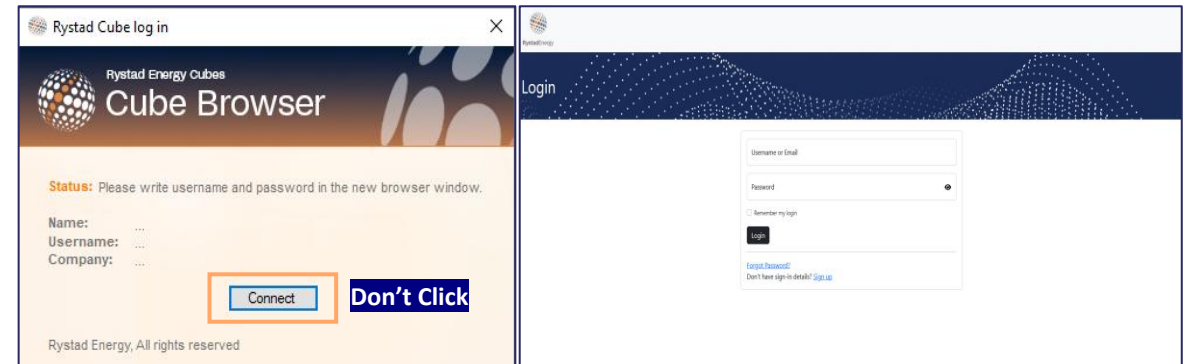 Rystad Cube log in
Rystad Energy Cubes
Cube Browser
Status: Please write username and password in the new browser window.
Name: ...
Username: ...
Company: ...
Connect
Don't Click
Rystad Energy, All rights reserved
RystadEnergy
Login
Username or Email
Password
Remember my login
Login
Forgot Password?
Don't have sign-in details? Sign up